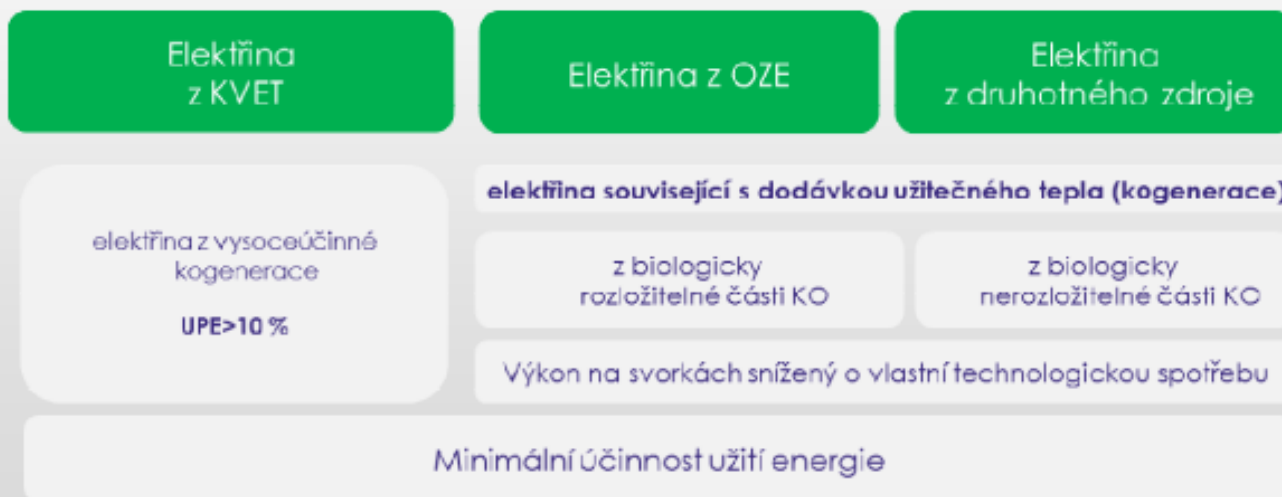 Elektřina
z KVET
Elektřina z OZE
Elektřina
z druhotného zdroje
elektřina z vysoceúčinné
kogenerace
UPE>10 %
elektřina související s dodávkou užitečného tepla (kogenerace)
z biologicky
rozložitelné části KO
z biologicky
nerozložitelné části KO
Výkon na svorkách snížený o vlastní technologickou spotřebu
Minimální účinnost užití energie